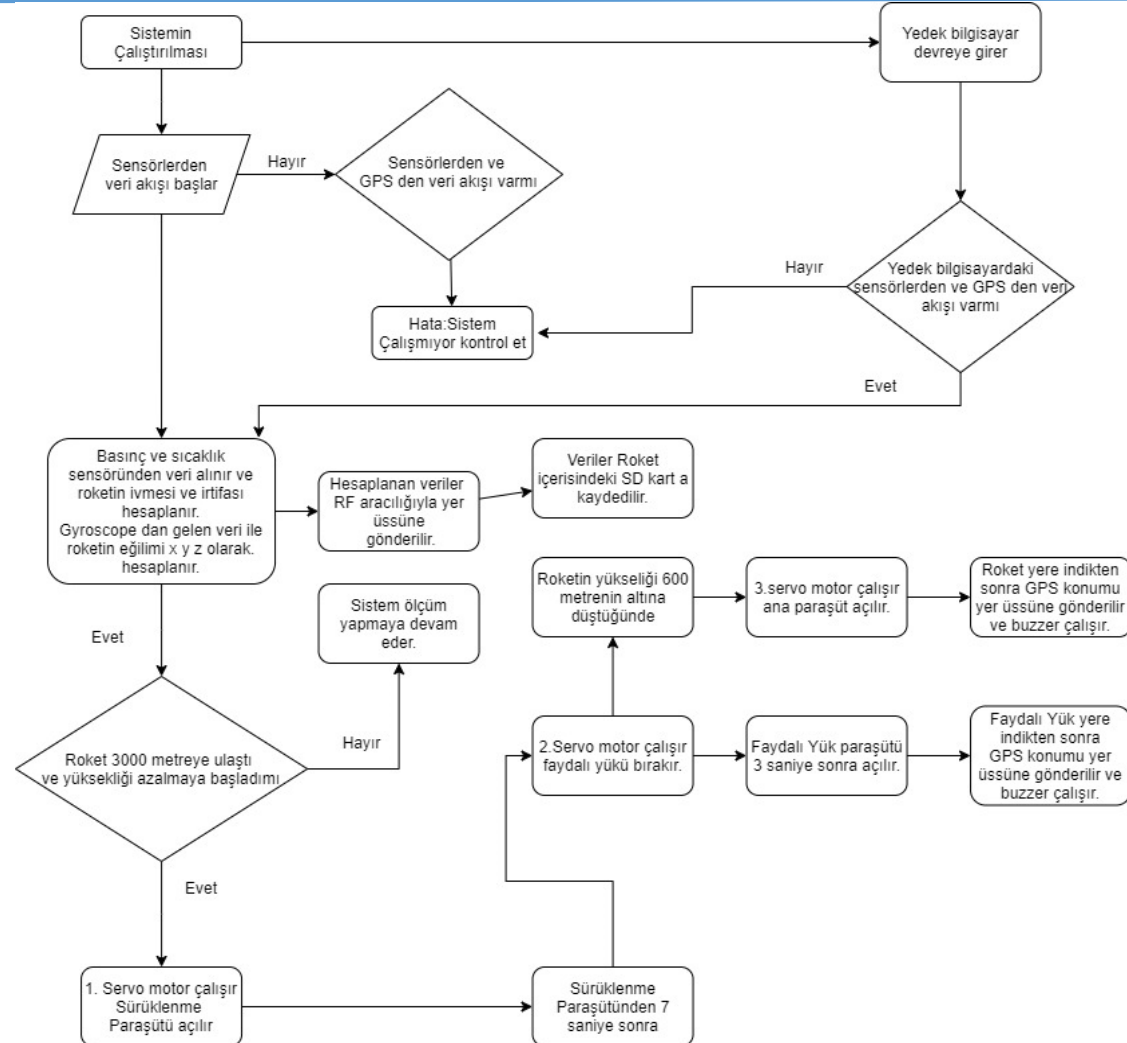 Sistemin
Çalıştırılması
Yedek bilgisayar
devreye girer
Sensörlerden
veri akışı başlar
Hayır
Sensörlerden ve
GPS den veri akışı varmı
Hayır
Yedek bilgisayardaki
sensörlerden ve GPS den veri
akışı varmı
Hata:Sistem
Çalışmıyor kontrol et
Evet
Basınç ve sıcaklık
sensöründen veri alınır ve
roketin ivmesi ve irtifası
hesaplanır.
Gyroscope dan gelen veri ile
roketin eğilimi x y z olarak.
hesaplanır.
Hesaplanan veriler
RF aracılığıyla yer
üssüne
gönderilir.
Veriler Roket
içerisindeki SD kart a
kaydedilir.
Evet
Sistem ölçüm
yapmaya devam
eder.
Roketin yükseliği 600
metrenin altına
düştüğünde
3.servo motor çalışır
ana paraşüt açılır.
Roket yere indikten
sonra GPS konumu
yer üssüne gönderilir
ve buzzer çalışır.
Roket 3000 metreye ulaştı
ve yüksekliği azalmaya başladımı
Hayır
2.Servo motor çalışır
faydalı yükü bırakir.
Faydalı Yük paraşütü
3 saniye sonra açılır.
Faydalı Yük yere
indikten sonra
GPS konumu yer
üssüne gönderilir ve
buzzer çalışır.
Evet
1. Servo motor çalışır
Sürüklenme
Paraşütü açılır
Sürüklenme
Paraşütünden 7
saniye sonra